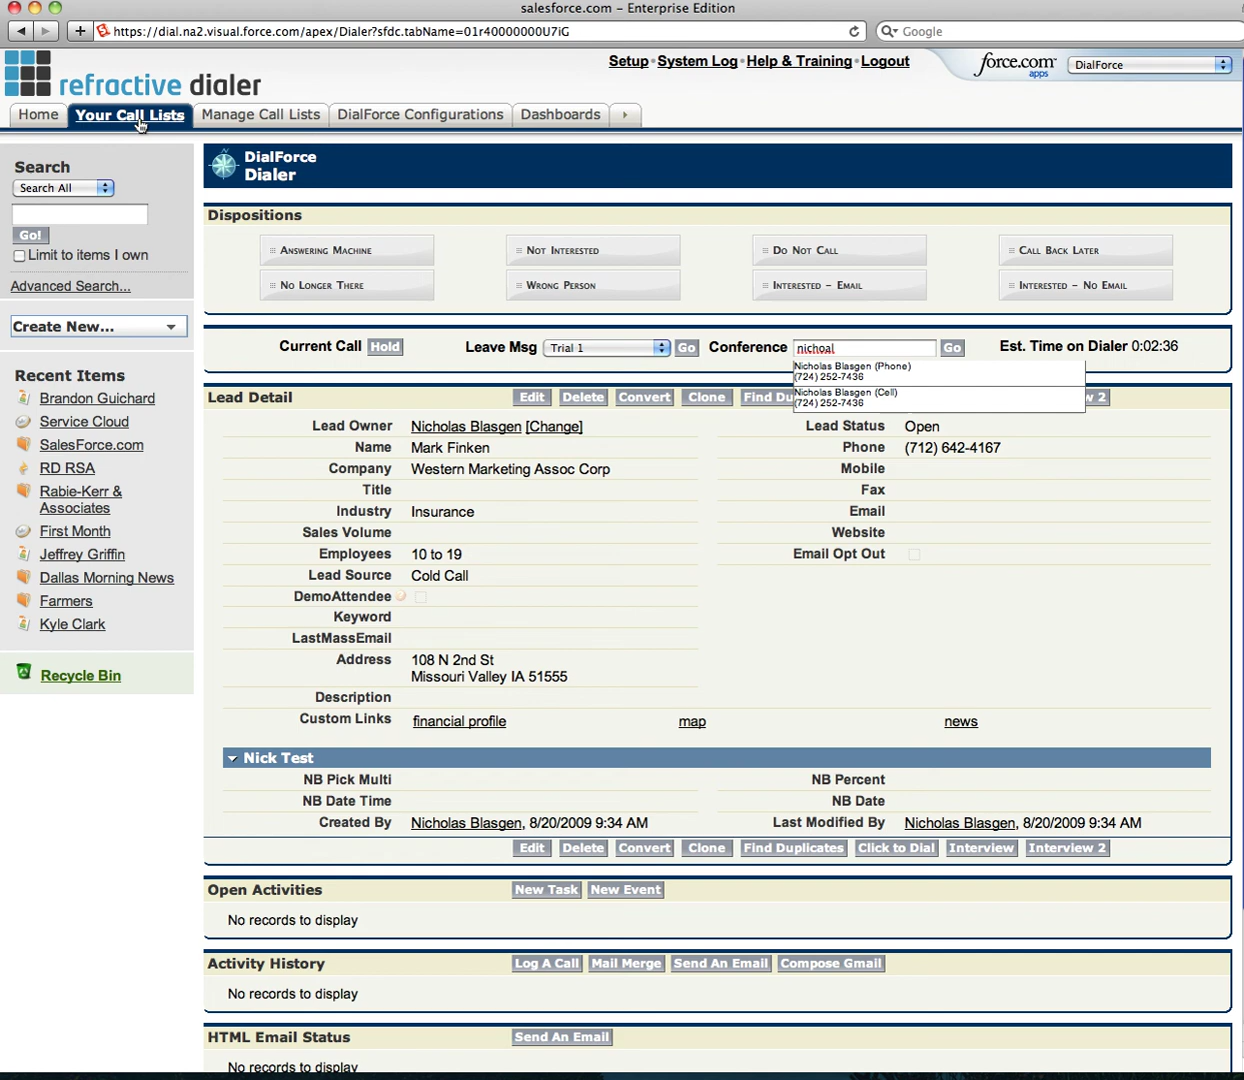 salesforce.com – Enterprise Edition
https://dial.na2.visual.force.com/apex/Dialer?sfdc.tabName=01r40000000U7iG
Google
refractive dialer
Setup · System Log · Help & Training · Logout
force.com
apps
DialForce
Home
Your Call Lists
Manage Call Lists
DialForce Configurations
Dashboards
Search
Search All
Go!
Limit to items I own
Advanced Search...
Create New...
Recent Items
Brandon Guichard
Service Cloud
SalesForce.com
RD RSA
Rabie-Kerr &
Associates
First Month
Jeffrey Griffin
Dallas Morning News
Farmers
Kyle Clark
Recycle Bin
DialForce
Dialer
Dispositions
Answering Machine
Not Interested
Do Not Call
Call Back Later
No Longer There
Wrong Person
Interested – Email
Interested – No Email
Current Call Hold
Leave Msg Trial 1 Go
Conference nichoal Go
Est. Time on Dialer 0:02:36
Nicholas Blasgen (Phone)
(724) 252-7436
Nicholas Blasgen (Cell)
(724) 252-7436
Lead Detail Edit Delete Convert Clone Find Du w 2
Lead Owner Nicholas Blasgen [Change] Lead Status Open
Name Mark Finken Phone (712) 642-4167
Company Western Marketing Assoc Corp Mobile
Title Fax
Industry Insurance Email
Sales Volume Website
Employees 10 to 19 Email Opt Out
Lead Source Cold Call
DemoAttendee
Keyword
LastMassEmail
Address 108 N 2nd St
Missouri Valley IA 51555
Description
Custom Links financial profile map news
Nick Test
NB Pick Multi NB Percent
NB Date Time NB Date
Created By Nicholas Blasgen, 8/20/2009 9:34 AM Last Modified By Nicholas Blasgen, 8/20/2009 9:34 AM
Edit Delete Convert Clone Find Duplicates Click to Dial Interview Interview 2
Open Activities New Task New Event
No records to display
Activity History Log A Call Mail Merge Send An Email Compose Gmail
No records to display
HTML Email Status Send An Email
No records to display